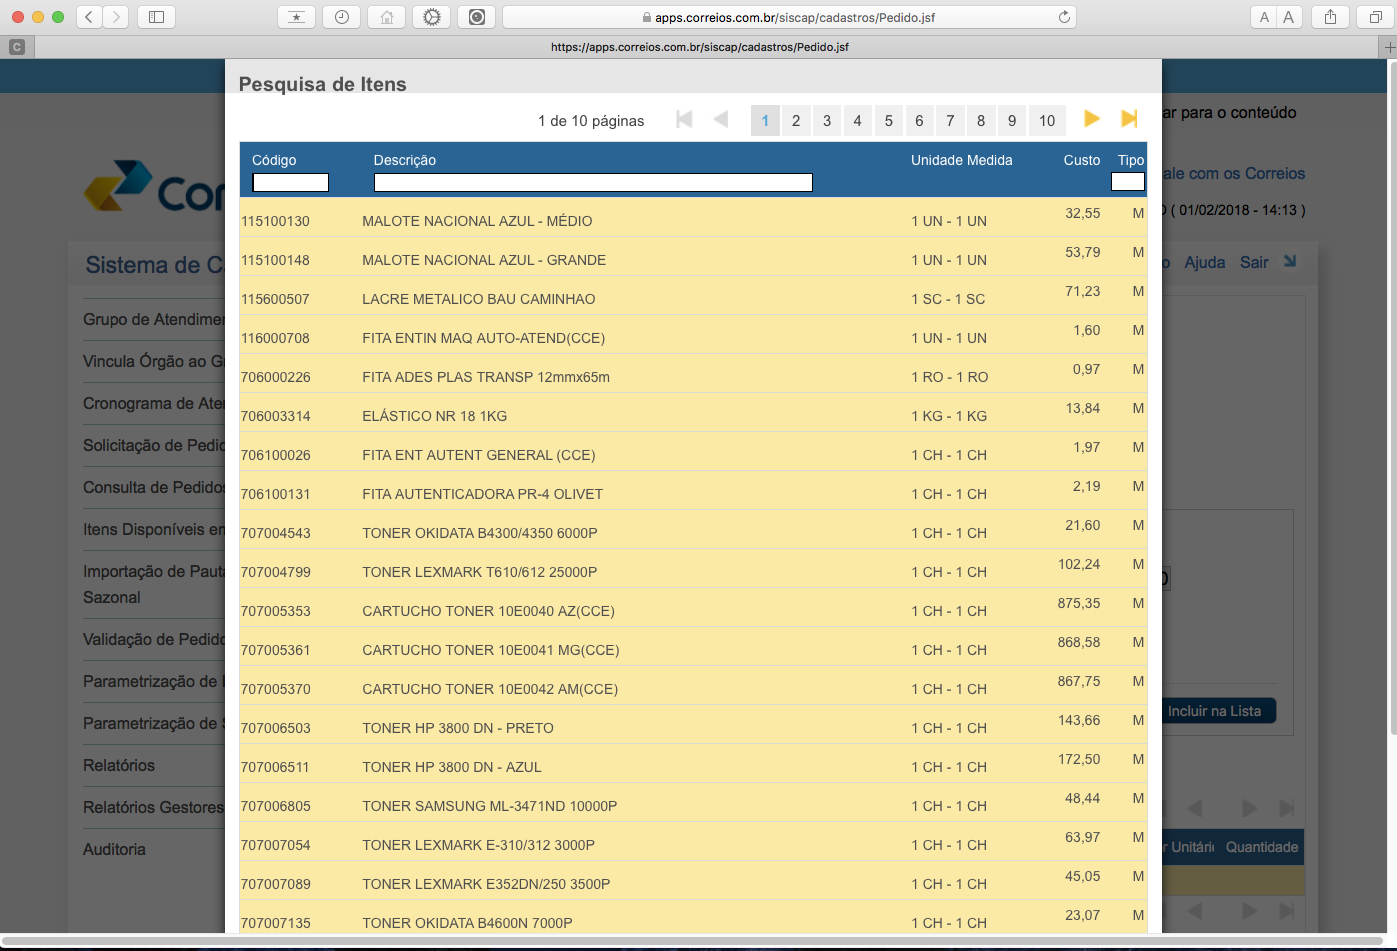 apps.correios.com.br/siscap/cadastros/Pedido.jsf
A A
C https://apps.correios.com.br/siscap/cadastros/Pedido.jsf
Pesquisa de Itens
1 de 10 páginas 1 2 3 4 5 6 7 8 9 10
ar para o conteúdo
Cor
ale com os Correios
( 01/02/2018 - 14:13 )
Sistema de C
o Ajuda Sair
Grupo de Atendimen
Vincula Órgão ao G
Cronograma de Ate
Solicitação de Pedid
Consulta de Pedidos
Itens Disponíveis en
Importação de Pauta
Sazonal
Validação de Pedido
Parametrização de
Parametrização de S
Relatórios
Relatórios Gestores
Auditoria
Código Descrição Unidade Medida Custo Tipo
115100130 MALOTE NACIONAL AZUL - MÉDIO 1 UN - 1 UN 32,55 M
115100148 MALOTE NACIONAL AZUL - GRANDE 1 UN - 1 UN 53,79 M
115600507 LACRE METALICO BAU CAMINHAO 1 SC - 1 SC 71,23 M
116000708 FITA ENTIN MAQ AUTO-ATEND(CCE) 1 UN - 1 UN 1,60 M
706000226 FITA ADES PLAS TRANSP 12mmx65m 1 RO - 1 RO 0,97 M
706003314 ELÁSTICO NR 18 1KG 1 KG - 1 KG 13,84 M
706100026 FITA ENT AUTENT GENERAL (CCE) 1 CH - 1 CH 1,97 M
706100131 FITA AUTENTICADORA PR-4 OLIVET 1 CH - 1 CH 2,19 M
707004543 TONER OKIDATA B4300/4350 6000P 1 CH - 1 CH 21,60 M
707004799 TONER LEXMARK T610/612 25000P 1 CH - 1 CH 102,24 M
707005353 CARTUCHO TONER 10E0040 AZ(CCE) 1 CH - 1 CH 875,35 M
707005361 CARTUCHO TONER 10E0041 MG(CCE) 1 CH - 1 CH 868,58 M
707005370 CARTUCHO TONER 10E0042 AM(CCE) 1 CH - 1 CH 867,75 M
707006503 TONER HP 3800 DN - PRETO 1 CH - 1 CH 143,66 M
707006511 TONER HP 3800 DN - AZUL 1 CH - 1 CH 172,50 M
707006805 TONER SAMSUNG ML-3471ND 10000P 1 CH - 1 CH 48,44 M
707007054 TONER LEXMARK E-310/312 3000P 1 CH - 1 CH 63,97 M
707007089 TONER LEXMARK E352DN/250 3500P 1 CH - 1 CH 45,05 M
707007135 TONER OKIDATA B4600N 7000P 1 CH - 1 CH 23,07 M
Incluir na Lista
r Unitári Quantidade